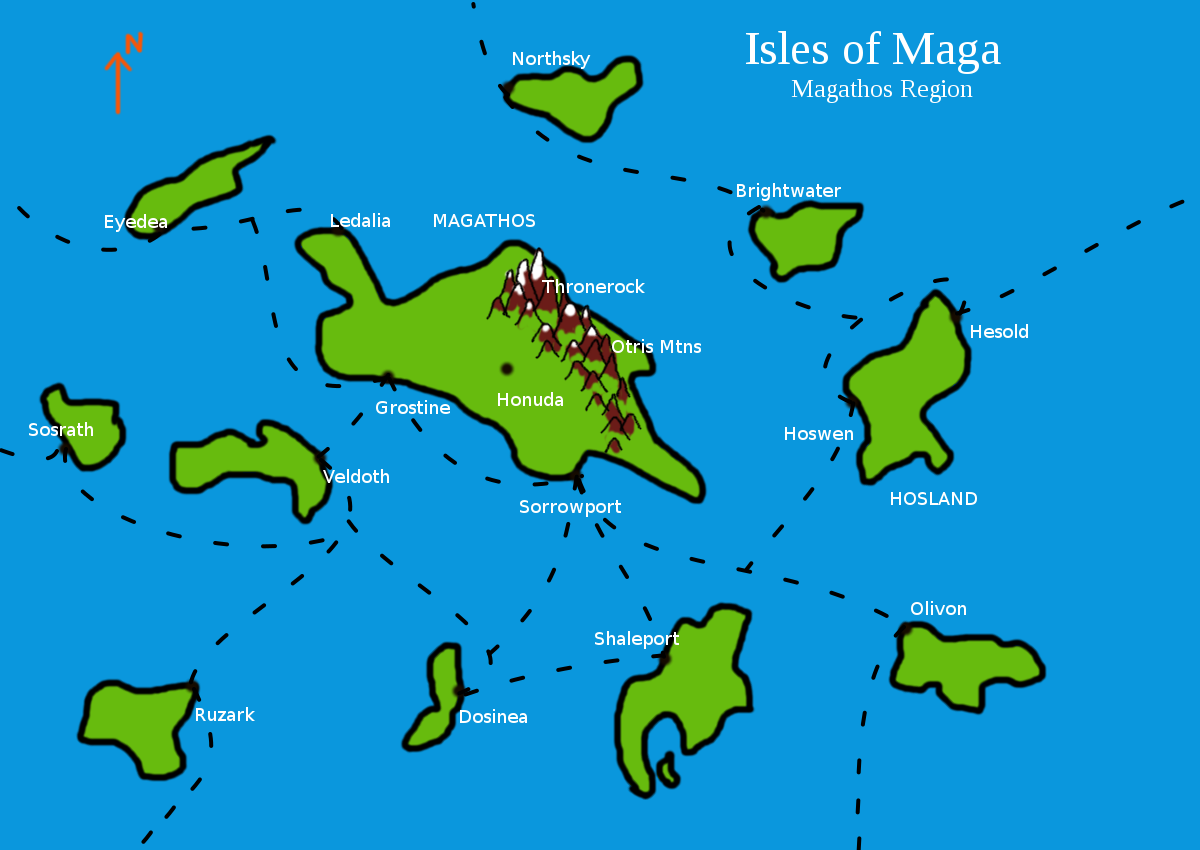 Isles of Maga
Magathos Region
N
Northsky
Brightwater
Eyedea
Ledalia
MAGATHOS
Thronerock
Hesold
Otris Mtns
Honuda
Grostine
Sosrath
Hoswen
Veldoth
HOSLAND
Sorrowport
Olivon
Shaleport
Ruzark
Dosinea